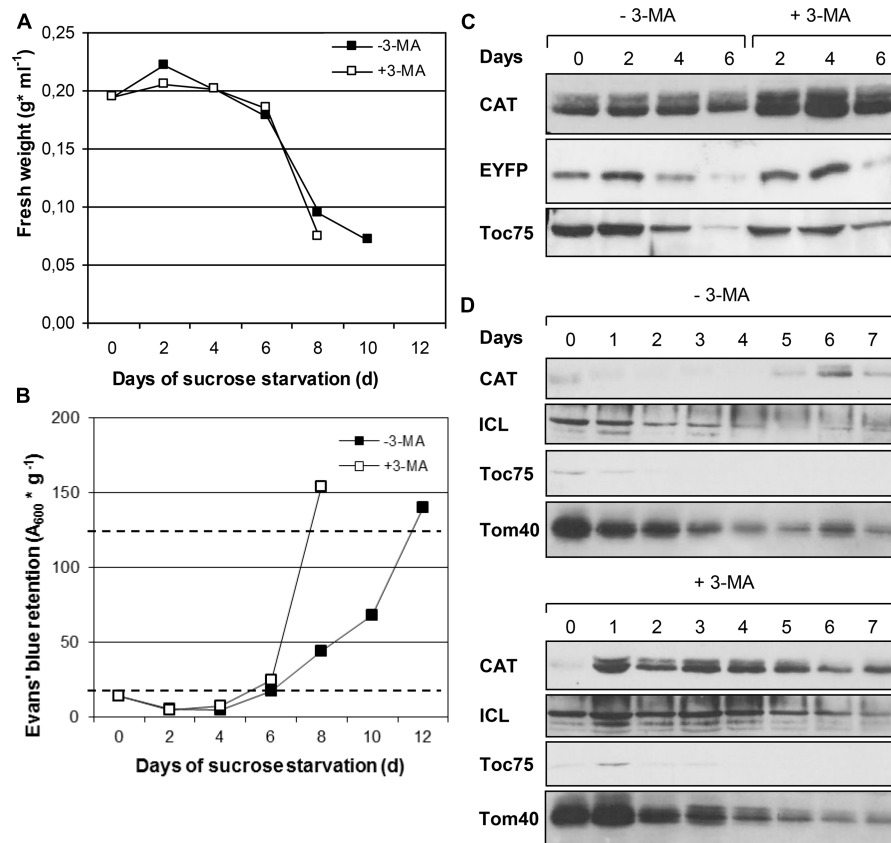 A
0,25
0,20
0,15
0,10
0,05
0,00
Fresh weight (g* ml-1)
-3-MA
+3-MA
0 2 4 6 8 10 12
Days of sucrose starvation (d)
B
200
150
100
50
0
Evans' blue retention (A600 * g-1)
-3-MA
+3-MA
0 2 4 6 8 10 12
Days of sucrose starvation (d)
C
- 3-MA + 3-MA
Days 0 2 4 6 2 4 6
CAT
EYFP
Toc75
D
- 3-MA
Days 0 1 2 3 4 5 6 7
CAT
ICL
Toc75
Tom40
+ 3-MA
0 1 2 3 4 5 6 7
CAT
ICL
Toc75
Tom40